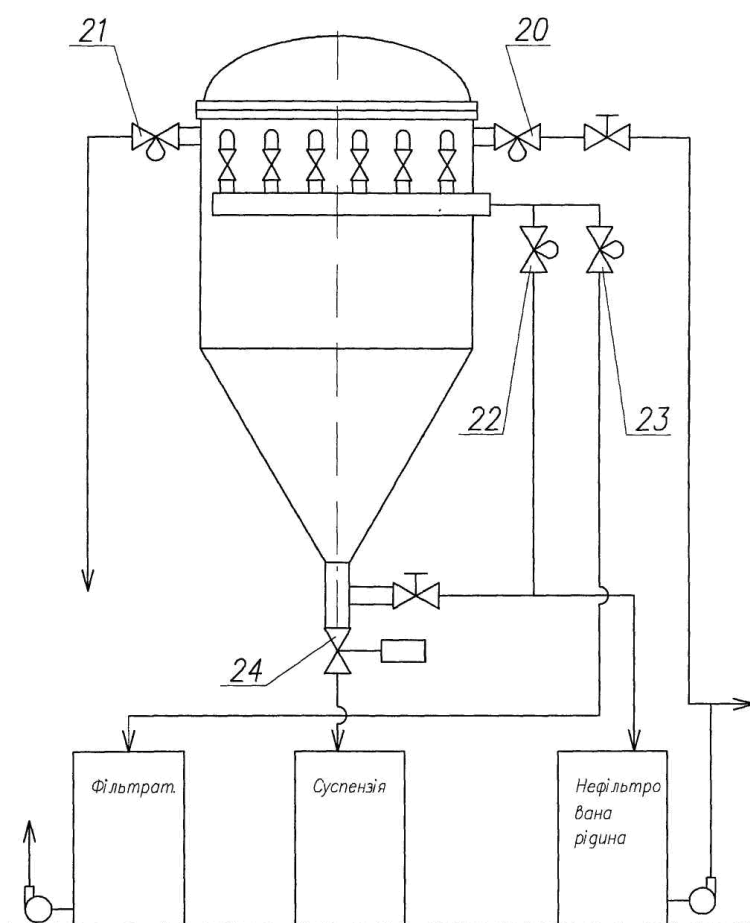 21
20
22
23
24
Фільтрат.
Суспензія
Нефільтро
вана
рідина